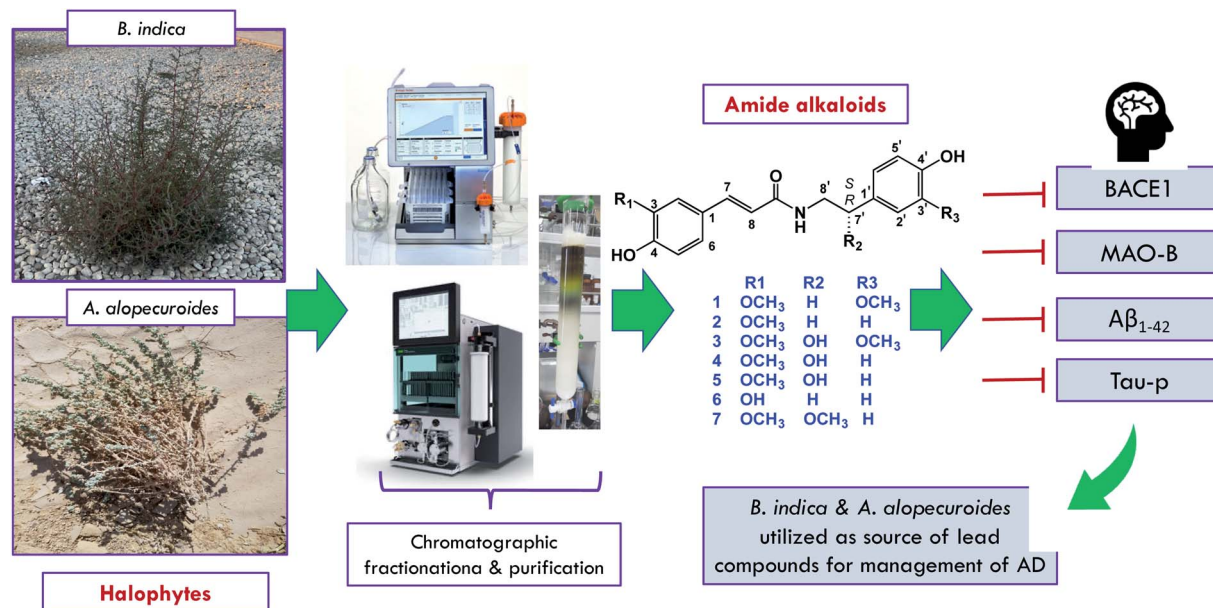 B. indica
A. alopecuroides
Halophytes
Chromatographic
fractionationa & purification
Amide alkaloids
R₁
3
4
HO
1
6
7
8
O
NH
8'
S
R
7'
R₂
1'
2'
3'
4'
5'
OH
R₃
R1 R2 R3
1 OCH₃ H OCH₃
2 OCH₃ H H
3 OCH₃ OH OCH₃
4 OCH₃ OH H
5 OCH₃ OH H
6 OH H H
7 OCH₃ OCH₃ H
BACE1
MAO-B
Aβ₁₋₄₂
Tau-p
B. indica & A. alopecuroides
utilized as source of lead
compounds for management of AD